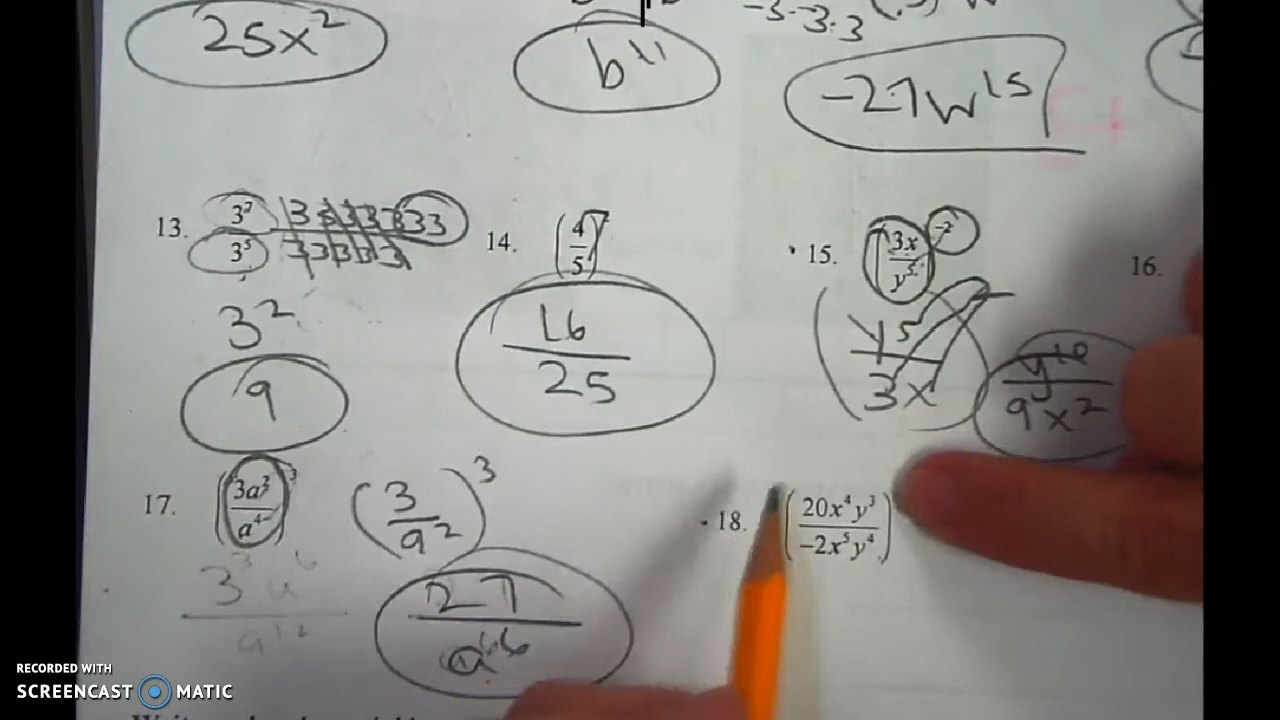 25x²
b¹¹
-3·-3·3
-27w¹⁵
13. 3⁷ 3 3 3 3 3 3 3
3⁵ 3 3 3 3 3
3²
9
14. (4/5)
16
25
15. (3x/y⁵)⁻²
y5
3x
y¹⁰
9x²
16.
17. (3a³/a⁴)³
(3/a²)³
3³a⁶
a¹²
27
a⁶
18. (20x⁴y³/-2x⁵y⁴)
RECORDED WITH
SCREENCAST MATIC